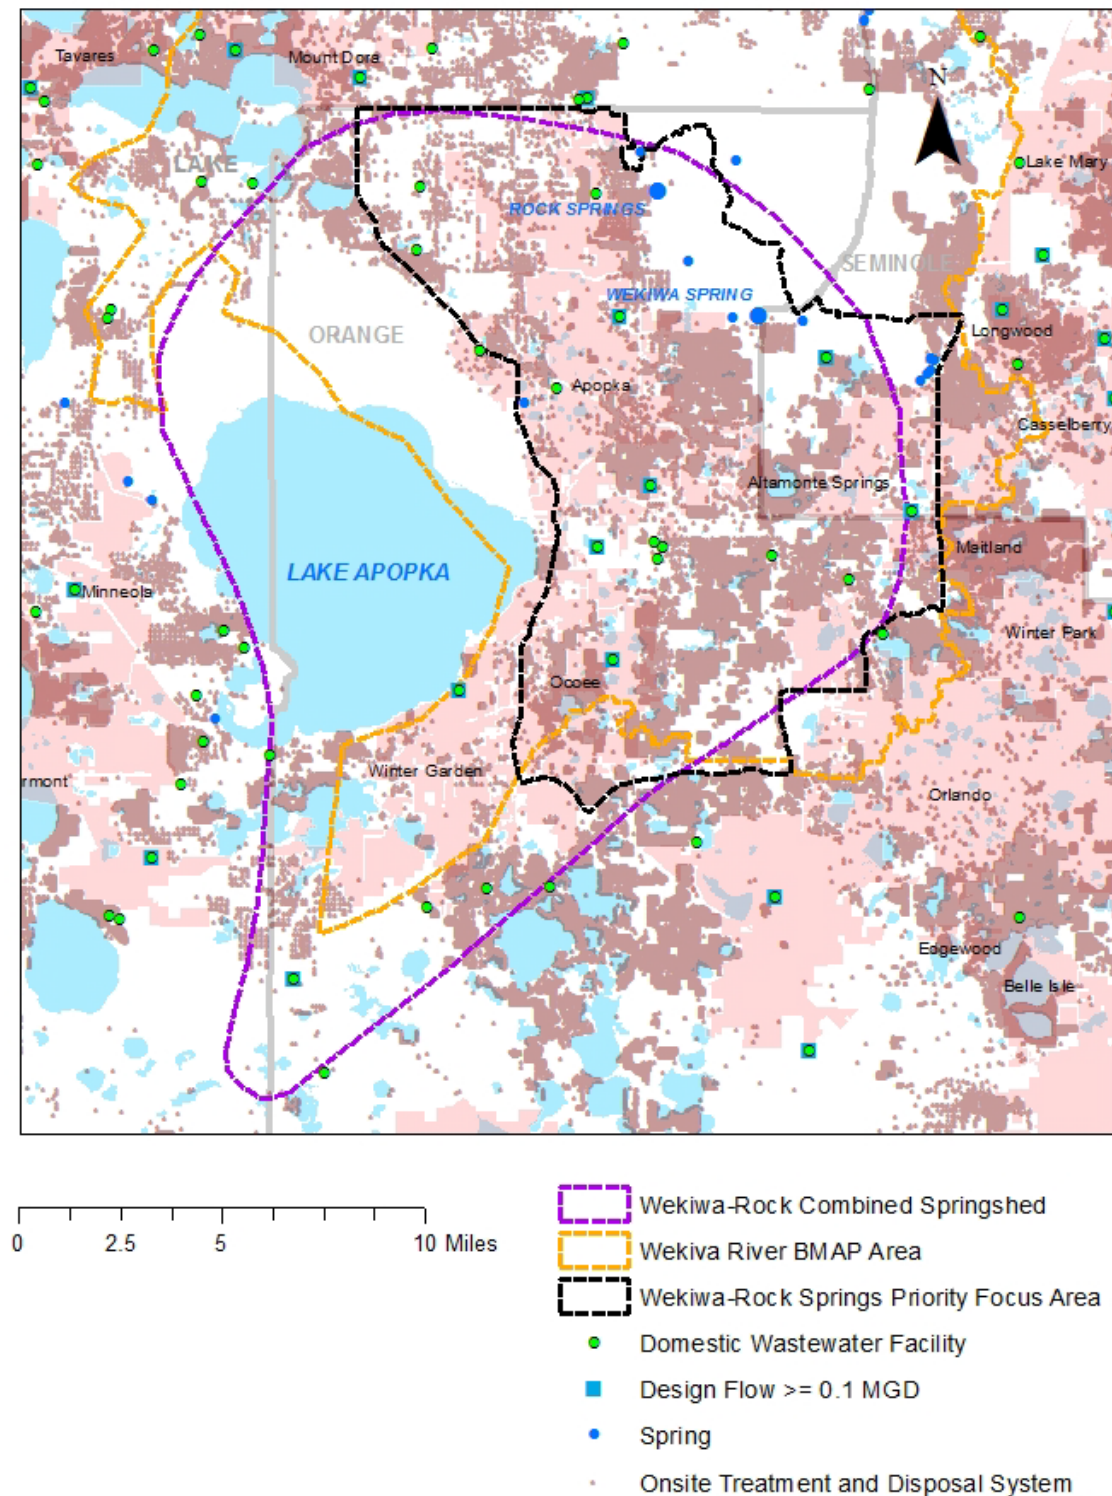 Tavares
Mount Dora
N
LAKE
Lake Mary
ROCK SPRINGS
SEMINOLE
WEKIWA SPRING
ORANGE
Longwood
Apopka
Casselberry
Altamonte Springs
Maitland
LAKE APOPKA
Minneola
Winter Park
Ocoee
Winter Garden
rmont
Orlando
Edgewood
Belle Isle
0 2.5 5 10 Miles
Wekiwa-Rock Combined Springshed
Wekiva River BMAP Area
Wekiwa-Rock Springs Priority Focus Area
Domestic Wastewater Facility
Design Flow >= 0.1 MGD
Spring
Onsite Treatment and Disposal System